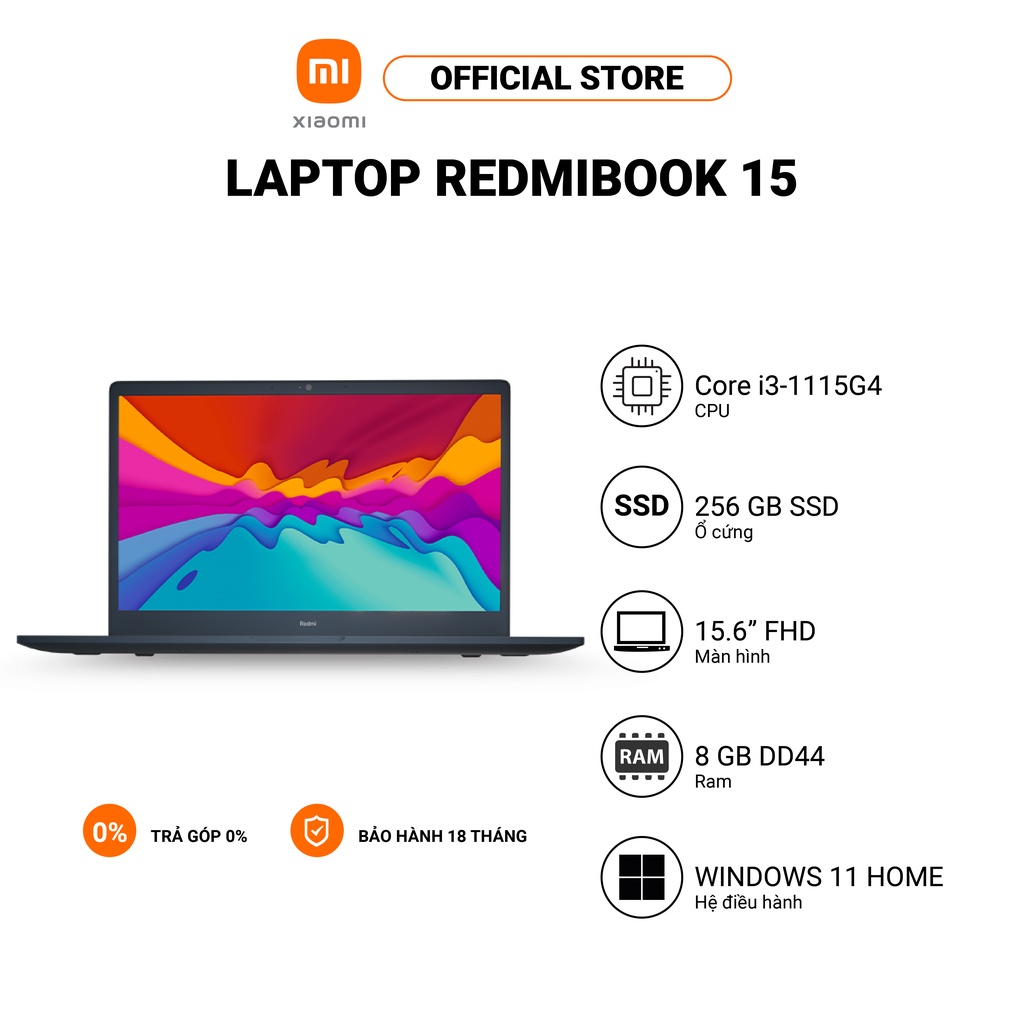 mi
xiaomi
OFFICIAL STORE
LAPTOP REDMIBOOK 15
Core i3-1115G4
CPU
SSD
256 GB SSD
Ổ cứng
15.6” FHD
Màn hình
RAM
8 GB DD44
Ram
WINDOWS 11 HOME
Hệ điều hành
Redmi
0%
TRẢ GÓP 0%
BẢO HÀNH 18 THÁNG